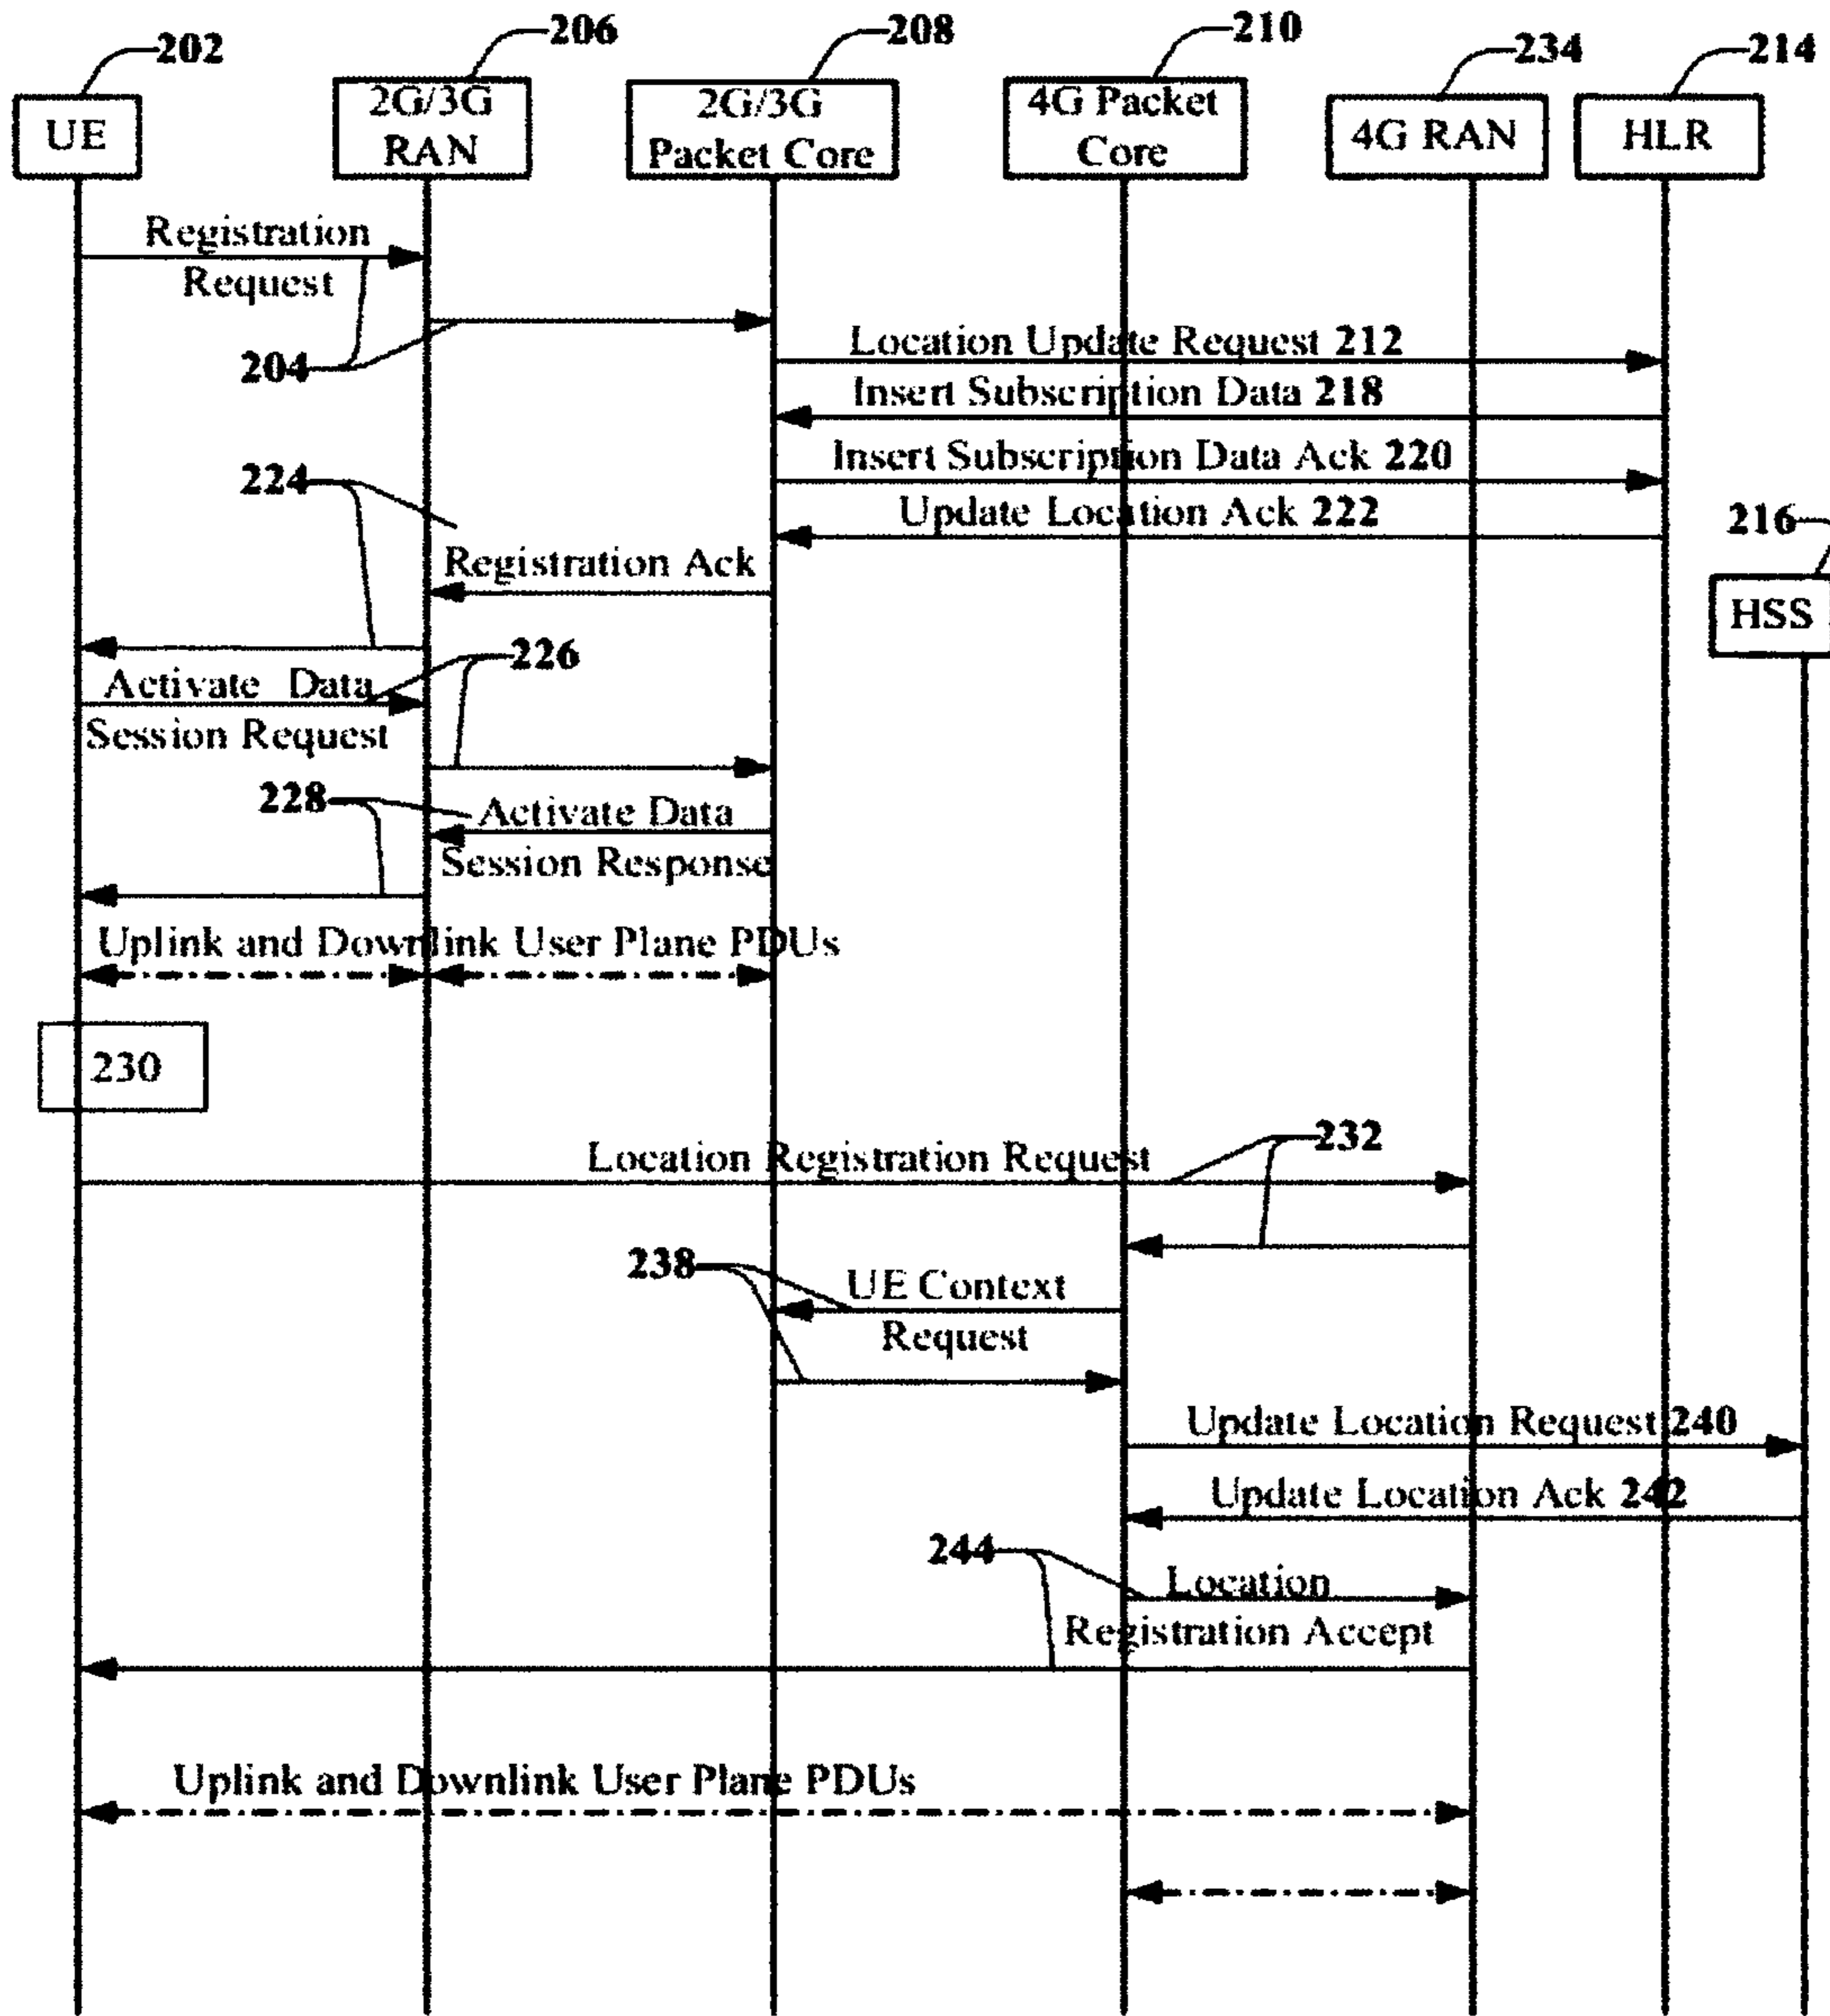 202
206
208
210
234
214
UE
2G/3G
RAN
2G/3G
Packet Core
4G Packet
Core
4G RAN
HLR
Registration
Request
204
Location Update Request 212
Insert Subscription Data 218
Insert Subscription Data Ack 220
224
Update Location Ack 222
216
Registration Ack
HSS
226
Activate Data
Session Request
228
Activate Data
Session Response
Uplink and Downlink User Plane PDUs
230
232
Location Registration Request
238
UE Context
Request
Update Location Request 240
Update Location Ack 242
244
Location
Registration Accept
Uplink and Downlink User Plane PDUs